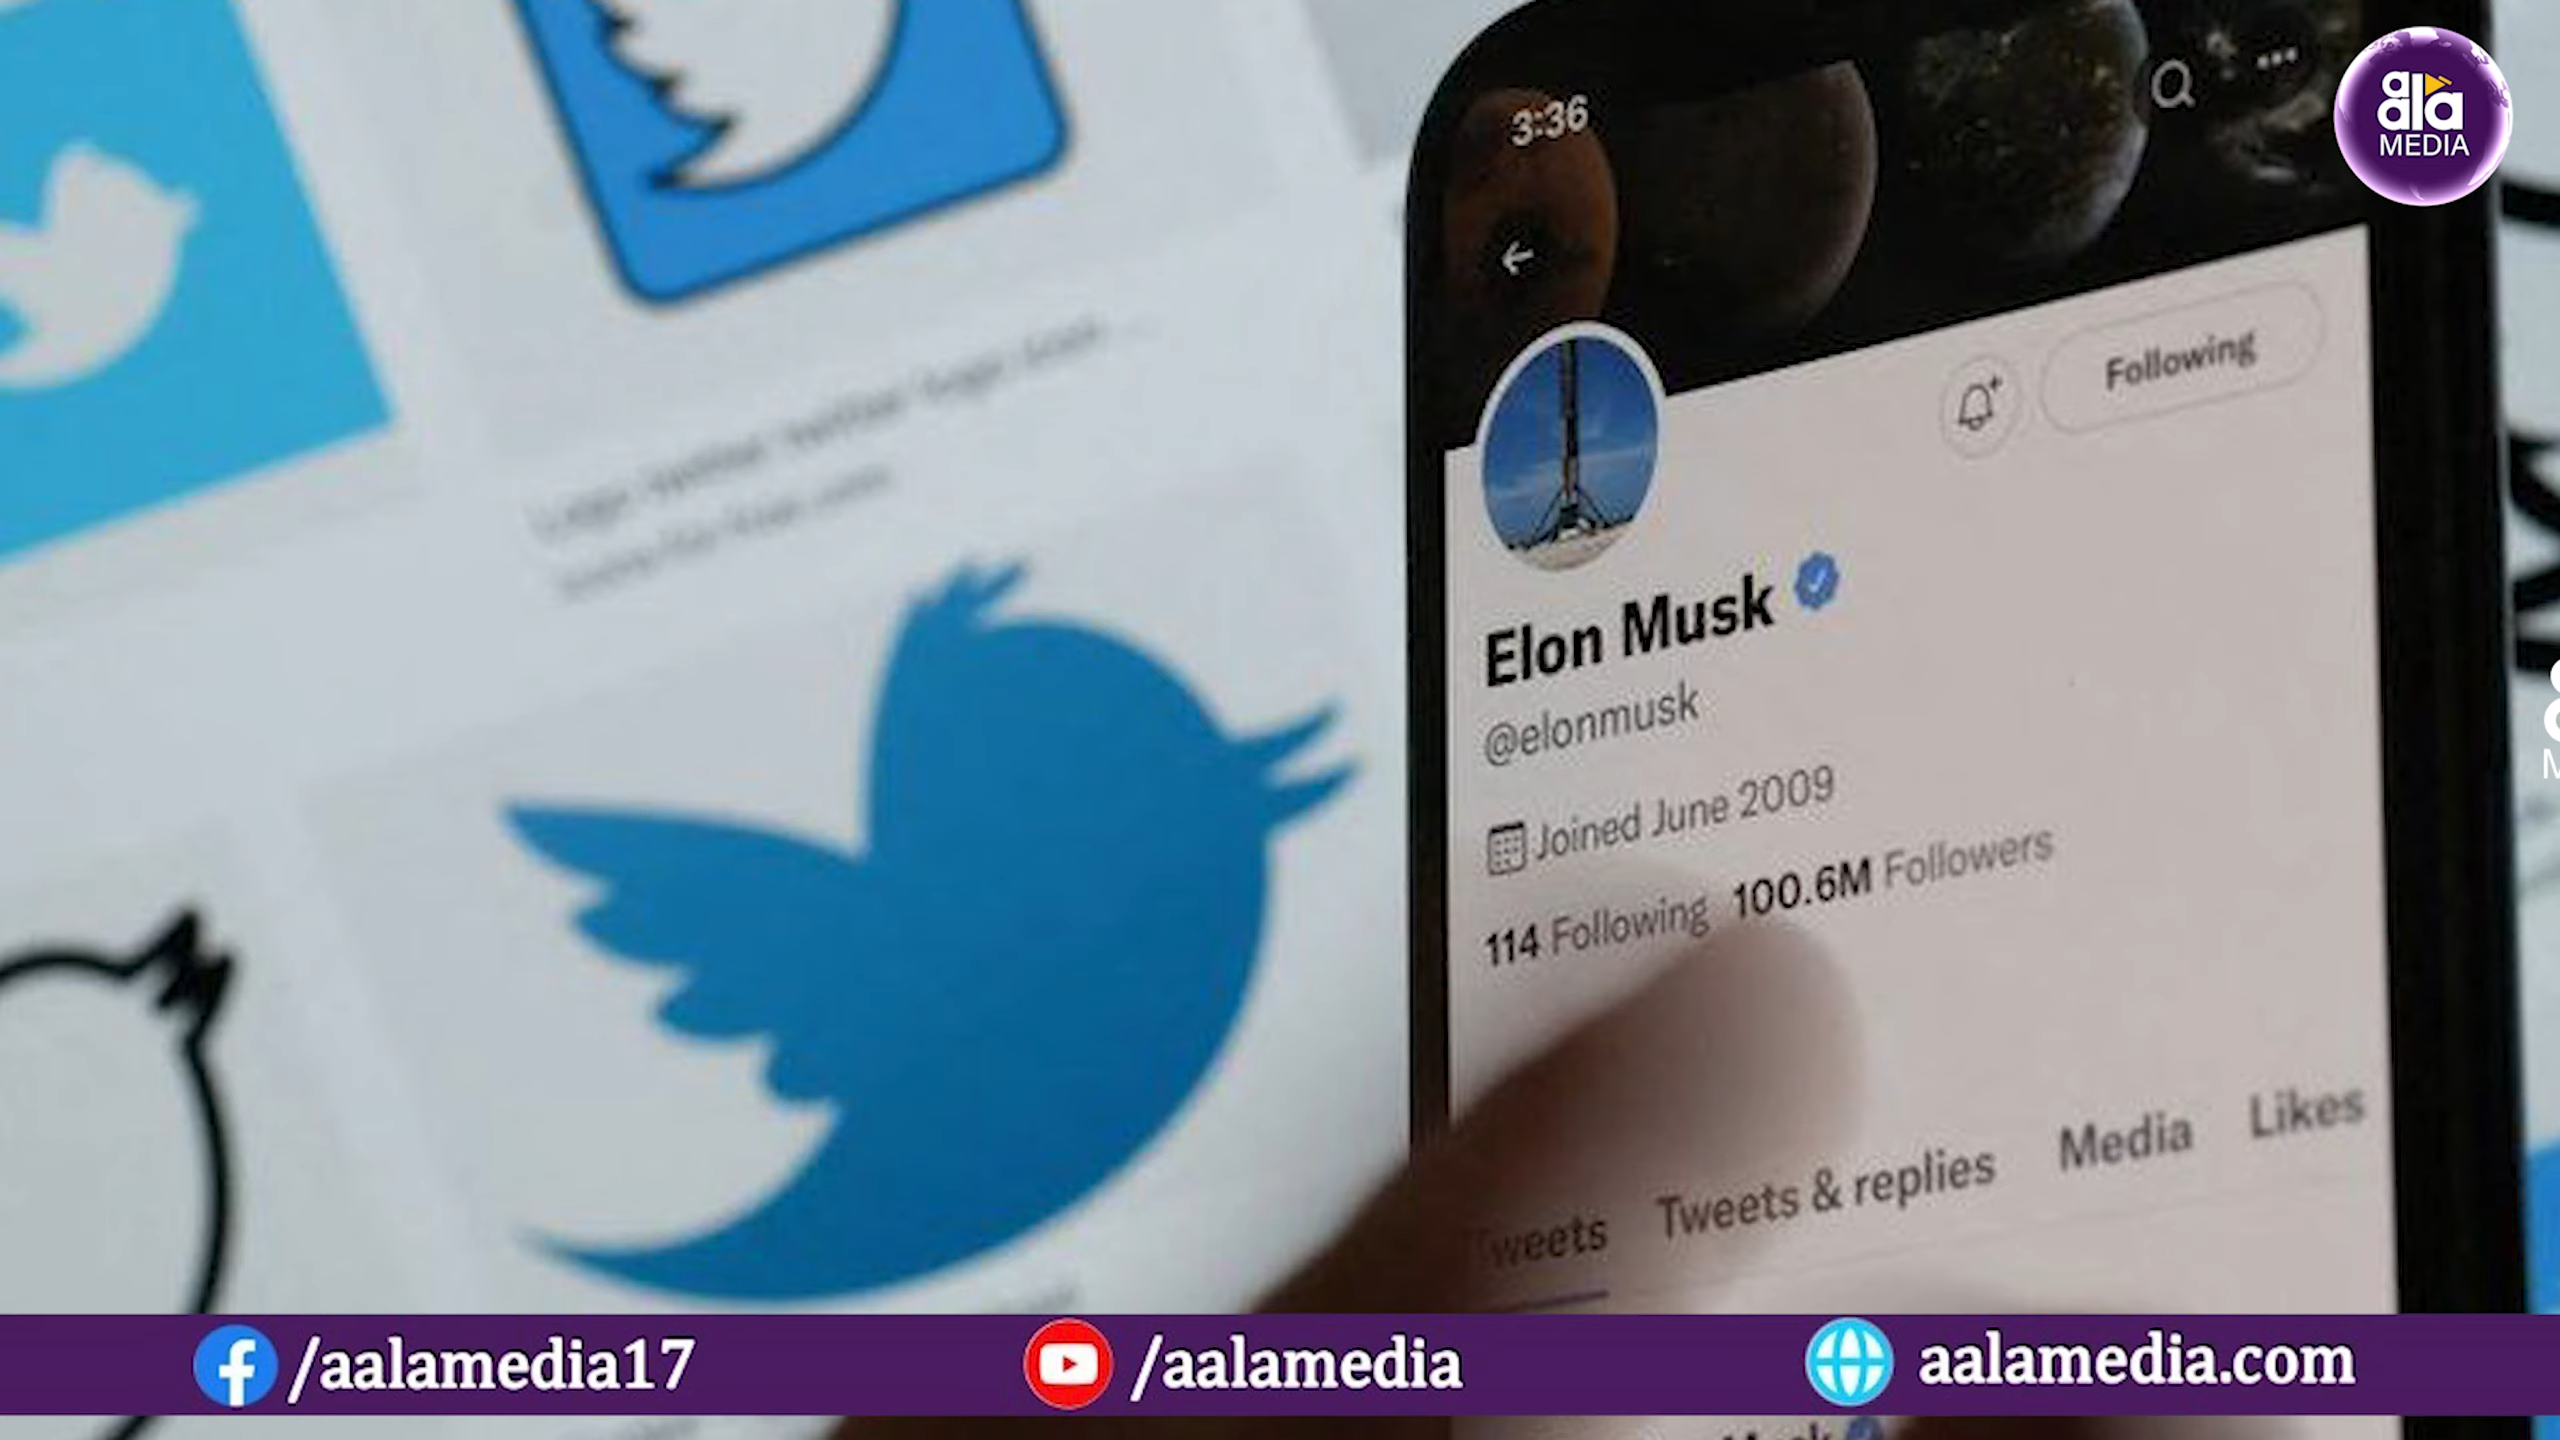 3:36
aala
MEDIA
Following
Elon Musk
@elonmusk
Joined June 2009
114 Following 100.6M Followers
Tweets Tweets & replies Media Likes
/aalamedia17 /aalamedia aalamedia.com